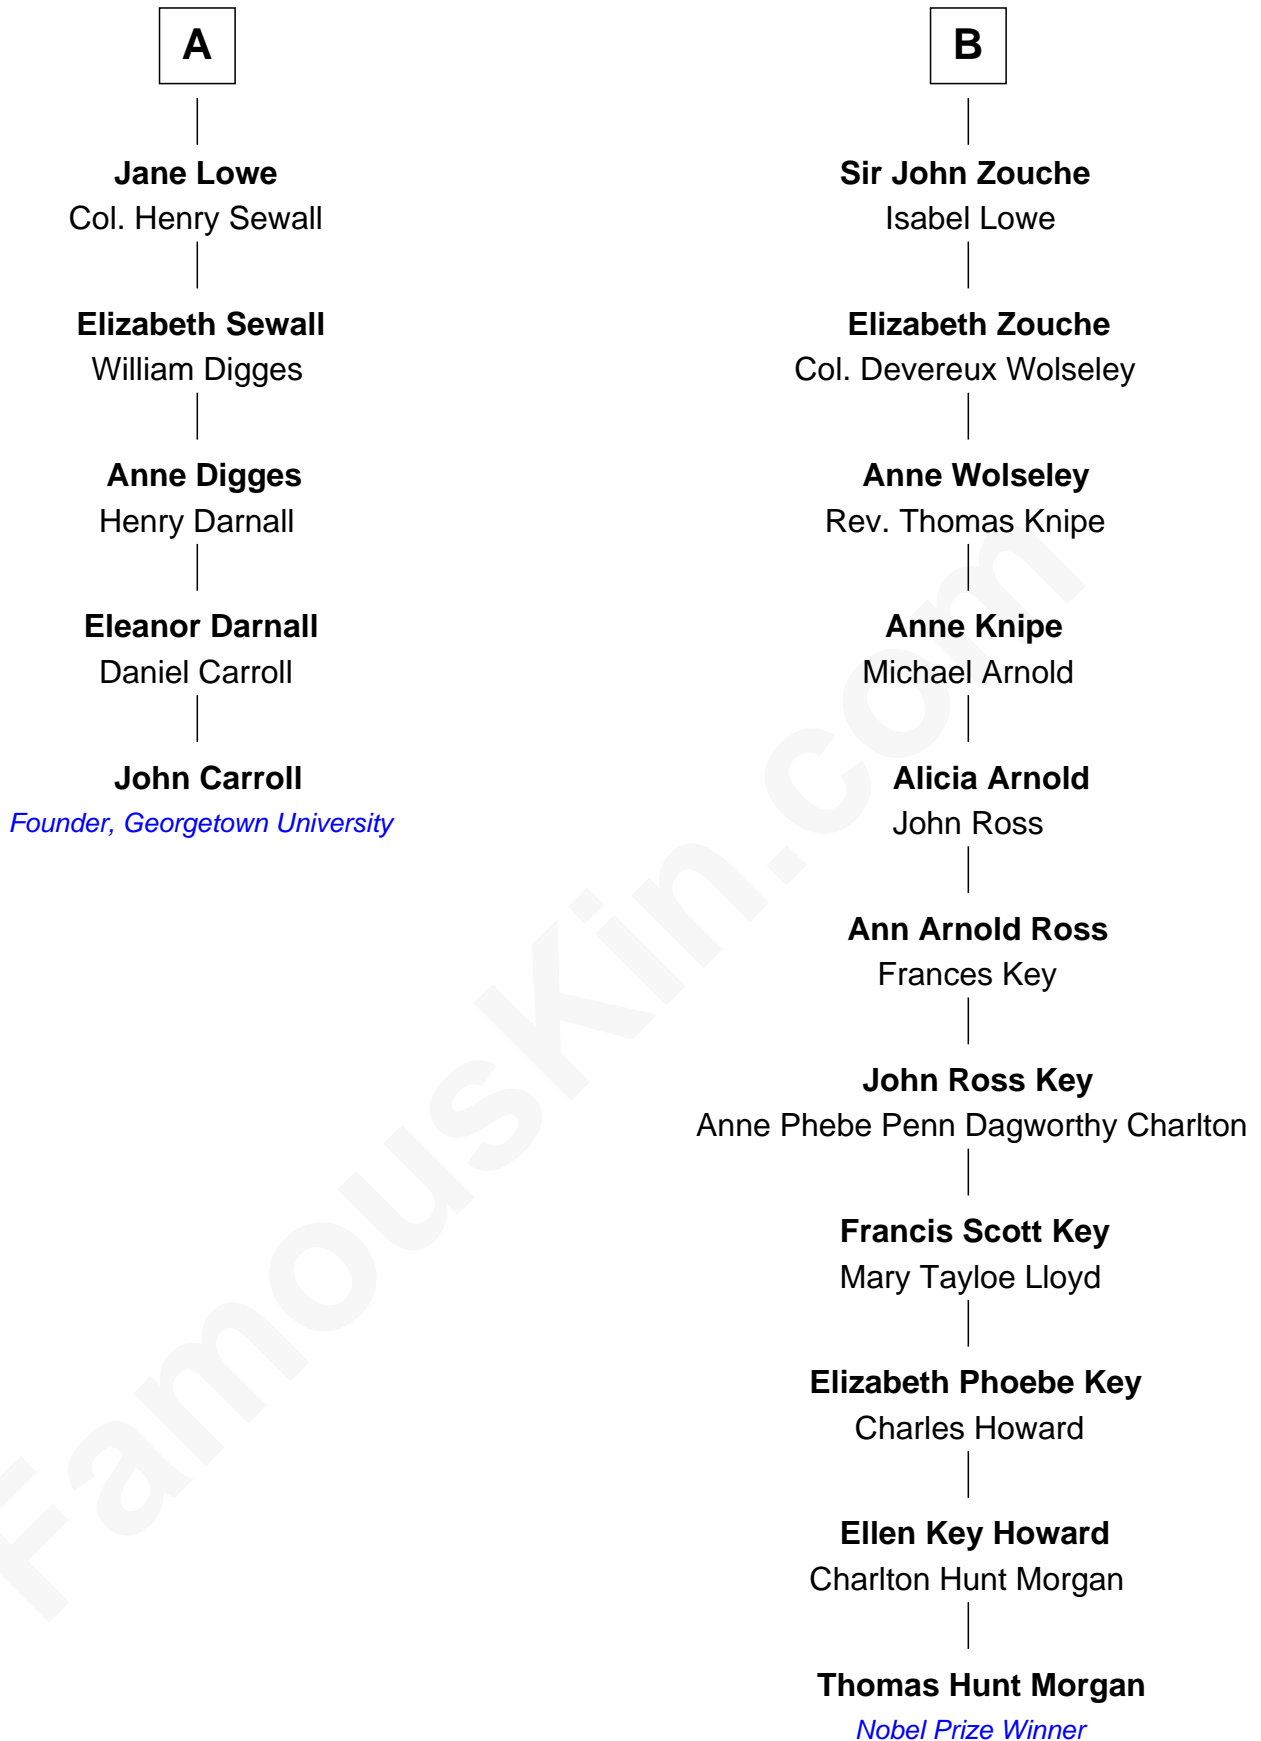 A
Jane Lowe
Col. Henry Sewall
Elizabeth Sewall
William Digges
Anne Digges
Henry Darnall
Eleanor Darnall
Daniel Carroll
John Carroll
Founder, Georgetown University
B
Sir John Zouche
Isabel Lowe
Elizabeth Zouche
Col. Devereux Wolseley
Anne Wolseley
Rev. Thomas Knipe
Anne Knipe
Michael Arnold
Alicia Arnold
John Ross
Ann Arnold Ross
Frances Key
John Ross Key
Anne Phebe Penn Dagworthy Charlton
Francis Scott Key
Mary Tayloe Lloyd
Elizabeth Phoebe Key
Charles Howard
Ellen Key Howard
Charlton Hunt Morgan
Thomas Hunt Morgan
Nobel Prize Winner
FamousKin.com